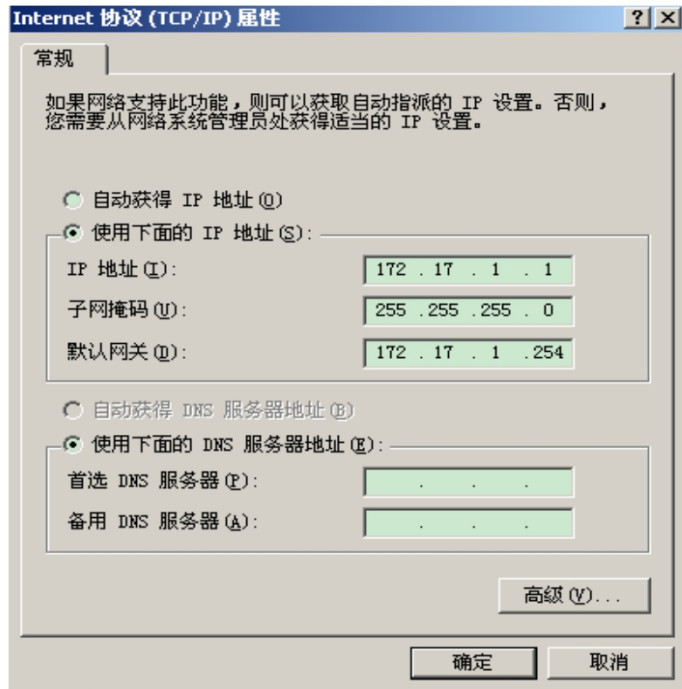 Internet 协议 (TCP/IP) 属性
常规
如果网络支持此功能，则可以获取自动指派的 IP 设置。否则，
您需要从网络系统管理员处获得适当的 IP 设置。
自动获得 IP 地址(O)
使用下面的 IP 地址(S):
IP 地址(I): 172 . 17 . 1 . 1
子网掩码(U): 255 .255 .255 . 0
默认网关(D): 172 . 17 . 1 .254
自动获得 DNS 服务器地址(B)
使用下面的 DNS 服务器地址(E):
首选 DNS 服务器(P): . . .
备用 DNS 服务器(A): . . .
高级(V)...
确定 取消